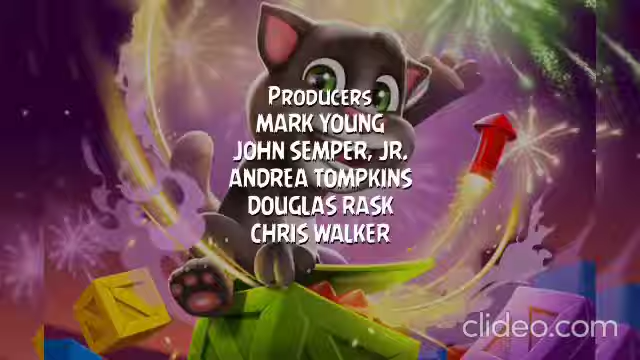 PRODUCERS
MARK YOUNG
JOHN SEMPER, JR.
ANDREA TOMPKINS
DOUGLAS RASK
CHRIS WALKER
clideo.com